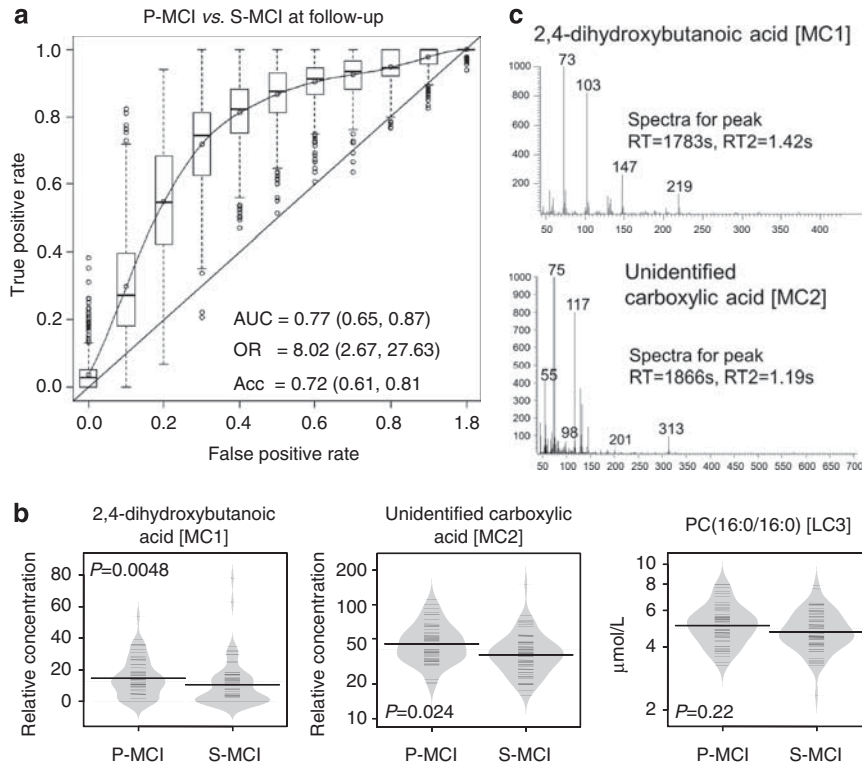 a
P-MCI vs. S-MCI at follow-up
True positive rate
1.0
0.8
0.6
0.4
0.2
0.0
AUC = 0.77 (0.65, 0.87)
OR = 8.02 (2.67, 27.63)
Acc = 0.72 (0.61, 0.81
0.0 0.2 0.4 0.6 0.8 1.8
False positive rate
c
2,4-dihydroxybutanoic acid [MC1]
1000
800
600
400
200
73
103
147
219
Spectra for peak
RT=1783s, RT2=1.42s
50 100 150 200 250 300 350 400
Unidentified
carboxylic acid [MC2]
1000
900
800
700
600
500
400
300
200
100
75
117
55
98
201
313
Spectra for peak
RT=1866s, RT2=1.19s
50 100 150 200 250 300 350 400 450 500 550 600 650 700
b
2,4-dihydroxybutanoic
acid [MC1]
Relative concentration
80
60
40
20
0
P=0.0048
P-MCI S-MCI
Unidentified carboxylic
acid [MC2]
Relative concentration
200
100
50
20
10
P=0.024
P-MCI S-MCI
PC(16:0/16:0) [LC3]
μmol/L
10
8
6
4
2
P=0.22
P-MCI S-MCI